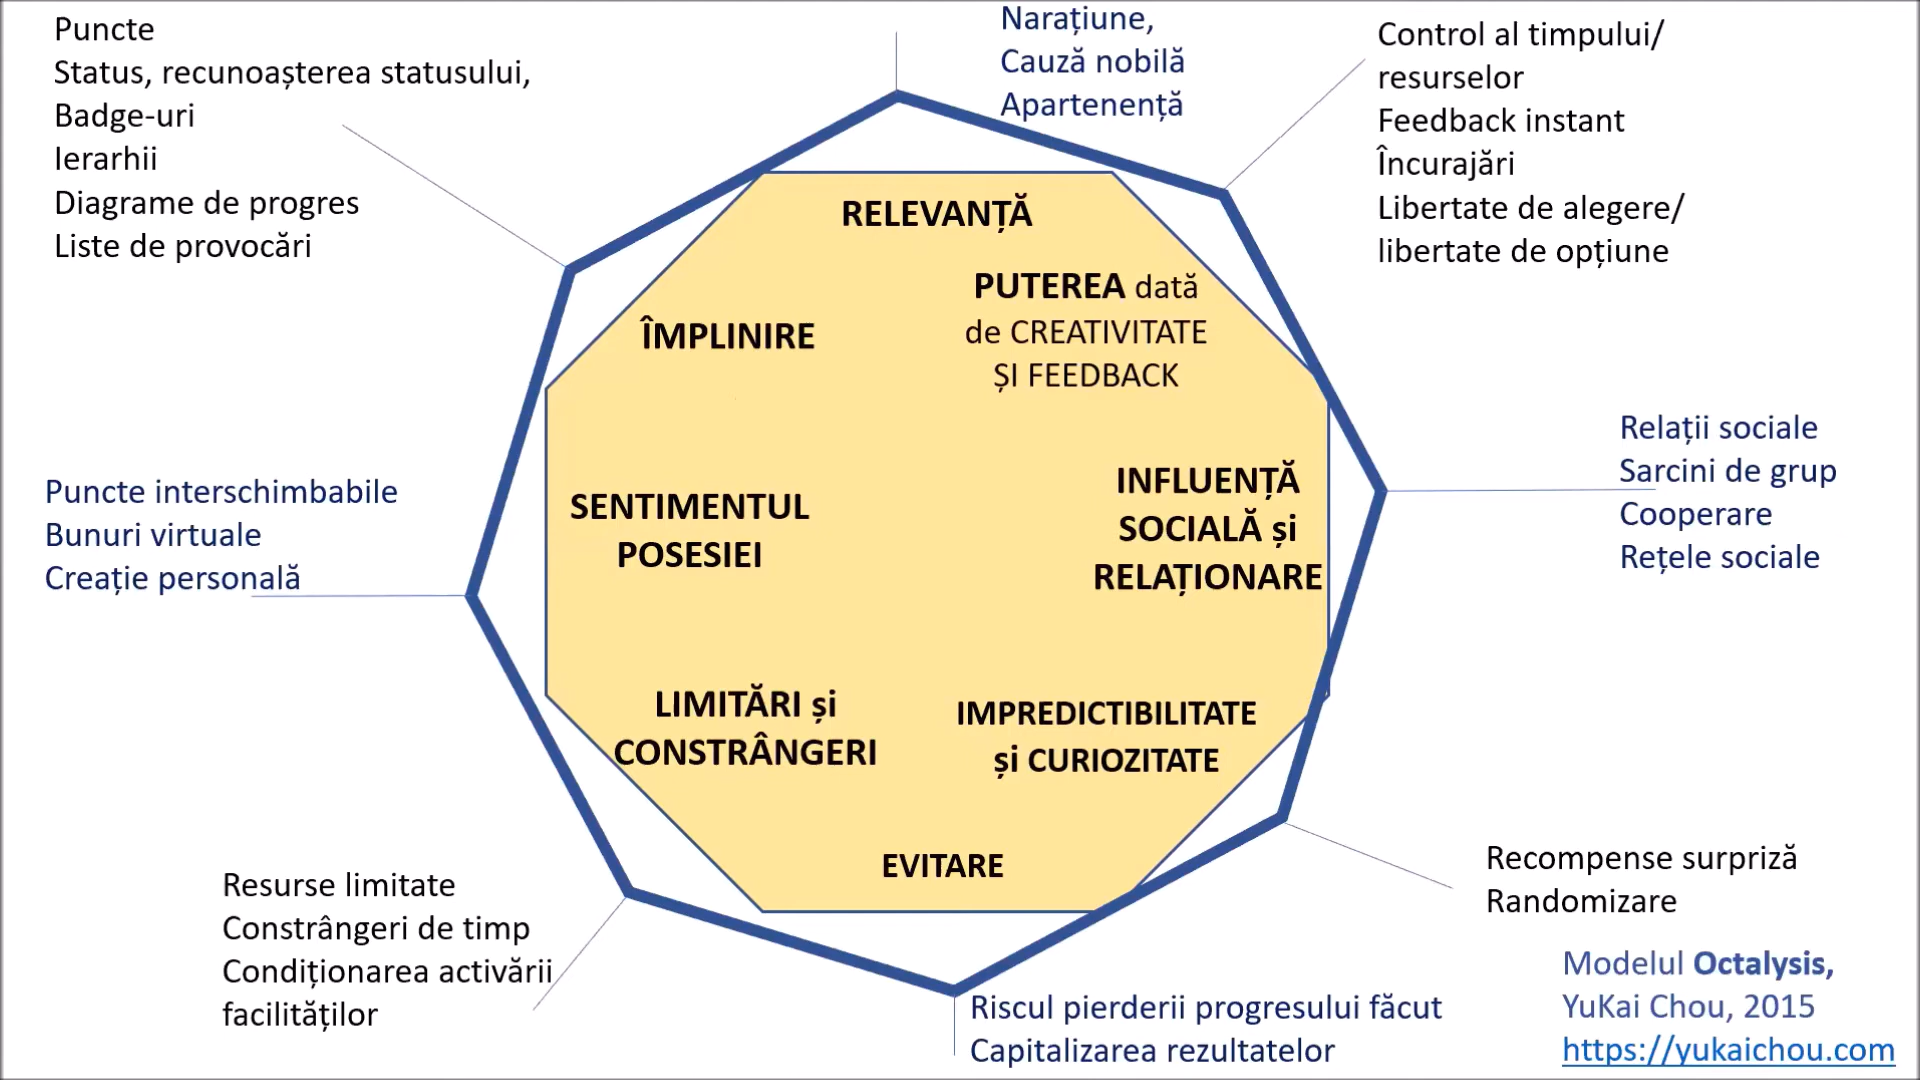 Puncte
Status, recunoașterea statusului,
Badge-uri
Ierarhii
Diagrame de progres
Liste de provocări
Narațiune,
Cauză nobilă
Apartenență
Control al timpului/
resurselor
Feedback instant
Încurajări
Libertate de alegere/
libertate de opțiune
RELEVANȚĂ
PUTEREA dată
de CREATIVITATE
ȘI FEEDBACK
ÎMPLINIRE
Puncte interschimbabile
Bunuri virtuale
Creație personală
SENTIMENTUL
POSESIEI
INFLUENȚĂ
SOCIALĂ și
RELAȚIONARE
Relații sociale
Sarcini de grup
Cooperare
Rețele sociale
LIMITĂRI și
CONSTRÂNGERI
IMPREDICTIBILITATE
și CURIOZITATE
EVITARE
Resurse limitate
Constrângeri de timp
Condiționarea activării
facilităților
Riscul pierderii progresului făcut
Capitalizarea rezultatelor
Recompense surpriză
Randomizare
Modelul Octalysis,
YuKai Chou, 2015
https://yukaichou.com